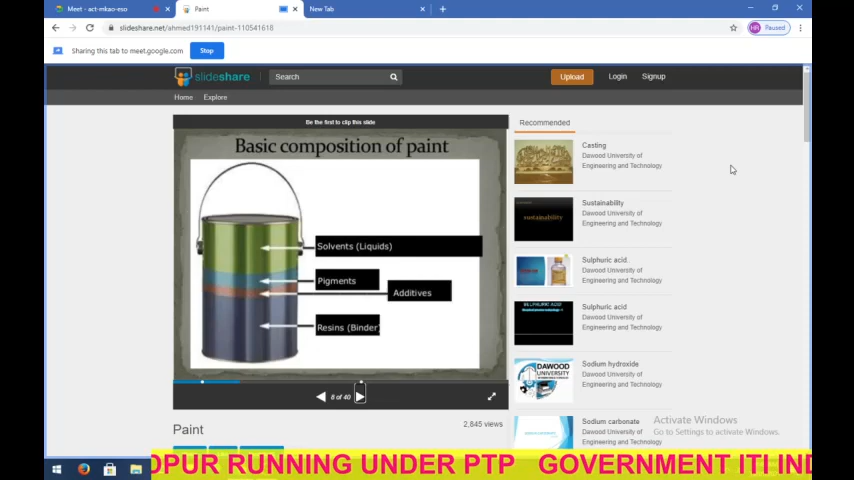 Meet - act-mkao-eso
Paint
New Tab
slideshare.net/ahmed191141/paint-110541618
HR
Paused
Sharing this tab to meet.google.com
Stop
slideshare
Search
Upload
Login
Signup
Home
Explore
Be the first to clip this slide
Basic composition of paint
Solvents (Liquids)
Pigments
Additives
Resins (Binder)
8 of 40
2,845 views
Paint
Recommended
Casting
Dawood University of
Engineering and Technology
sustainability
Sustainability
Dawood University of
Engineering and Technology
Sulphuric acid.
Dawood University of
Engineering and Technology
SULPHURIC ACID
Sulphuric acid
Dawood University of
Engineering and Technology
DAWOOD
UNIVERSITY
Sodium hydroxide
Dawood University of
Engineering and Technology
Sodium carbonate
Dawood University of
Engineering and Technology
Activate Windows
Go to Settings to activate Windows.
OPUR RUNNING UNDER PTP GOVERNMENT ITI IND